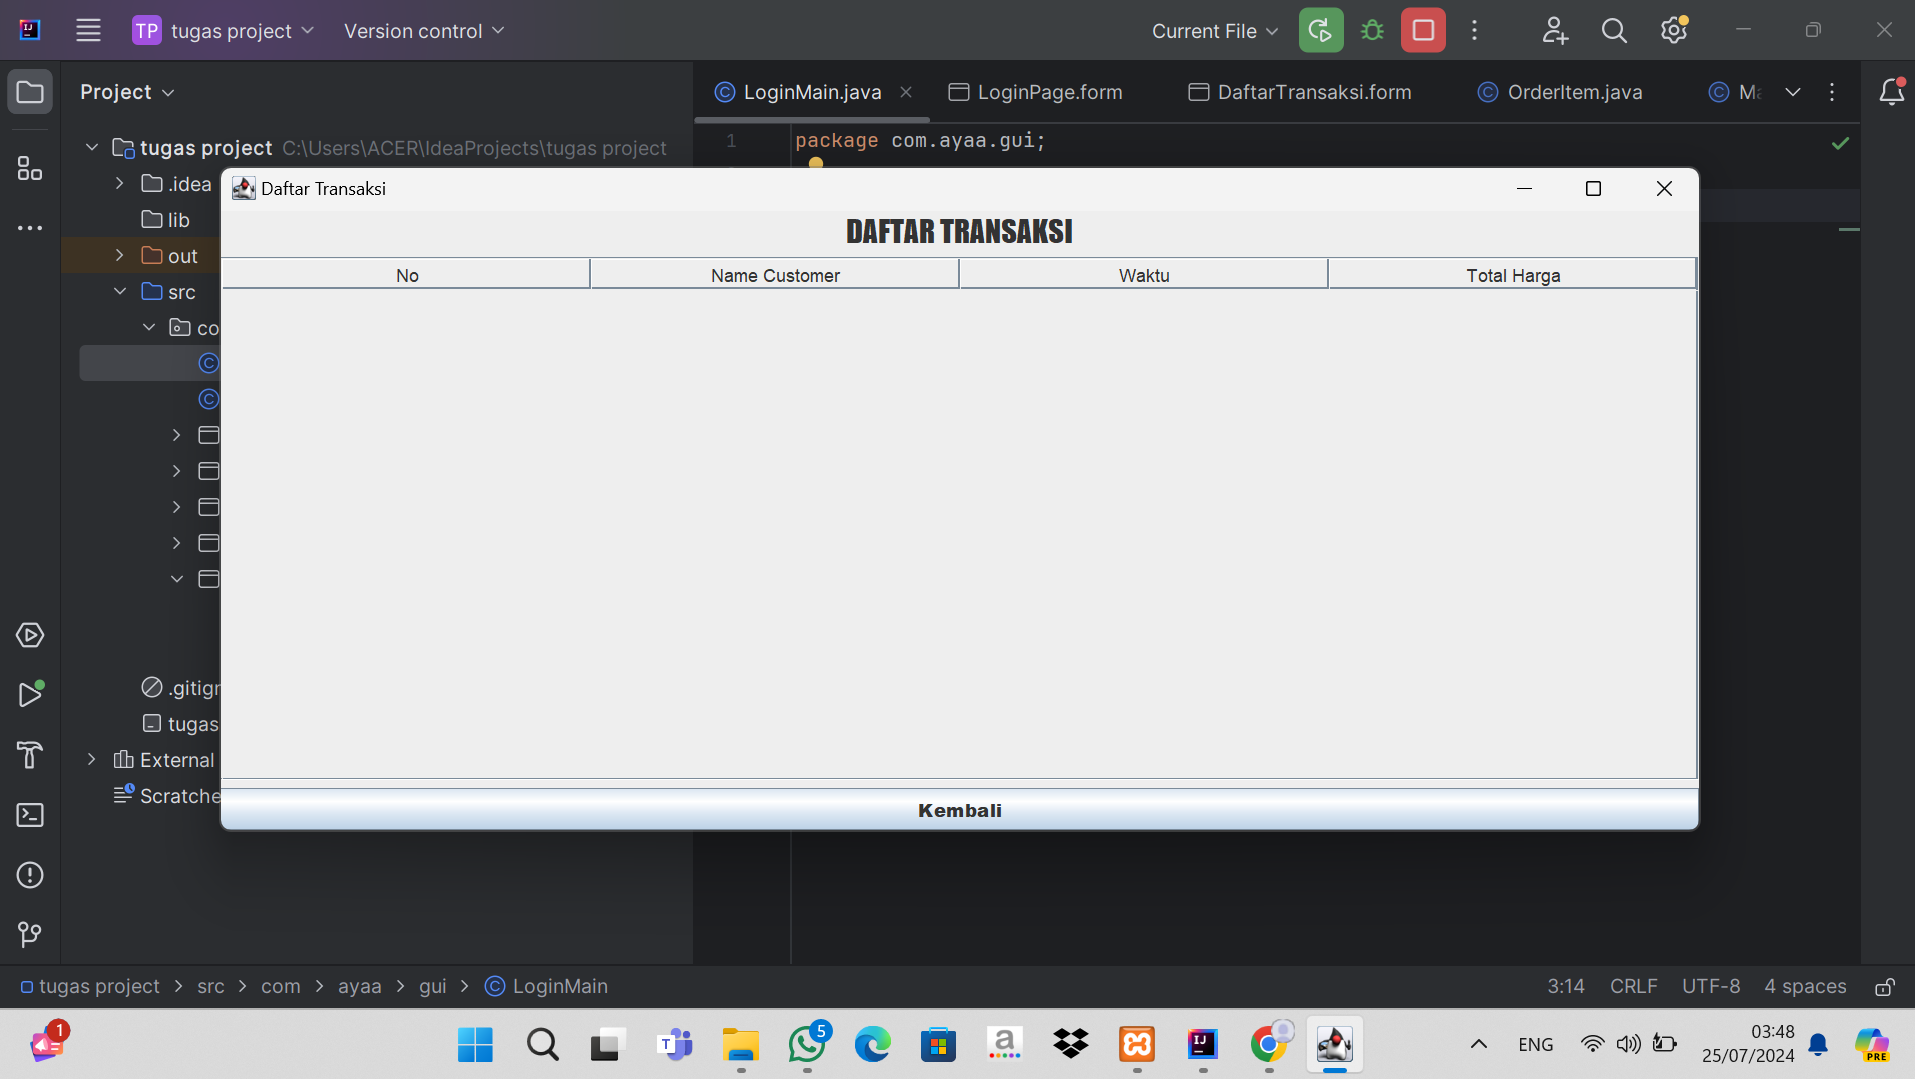 TP tugas project Version control Current File
Project
LoginMain.java LoginPage.form DaftarTransaksi.form OrderItem.java Ma
tugas project C:\Users\ACER\IdeaProjects\tugas project
1 package com.ayaa.gui;
.idea
lib
out
src
co
.gitigr
tugas
External
Scratche
Daftar Transaksi
DAFTAR TRANSAKSI
No Name Customer Waktu Total Harga
Kembali
tugas project > src > com > ayaa > gui > LoginMain 3:14 CRLF UTF-8 4 spaces
1
5
ENG
03:48
25/07/2024
PRE